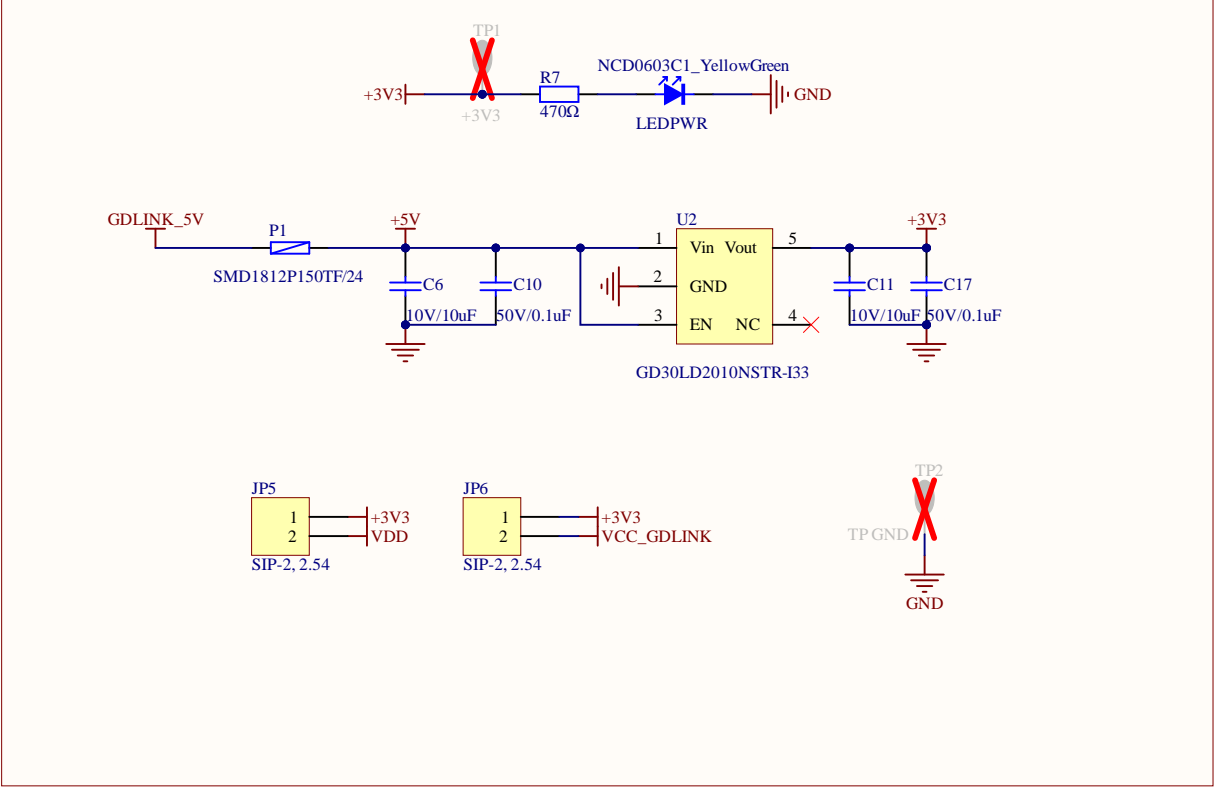 TP1
NCD0603C1_YellowGreen
R7
+3V3
GND
470Ω
+3V3
LEDPWR
GDLINK_5V
+5V
U2
+3V3
P1
1
Vin
Vout
5
SMD1812P150TF/24
C6
C10
2
GND
C11
C17
10V/10uF
50V/0.1uF
3
EN
NC
4
10V/10uF
50V/0.1uF
GD30LD2010NSTR-I33
JP5
JP6
TP2
1
+3V3
1
+3V3
2
VDD
2
VCC_GDLINK
TP GND
SIP-2, 2.54
SIP-2, 2.54
GND